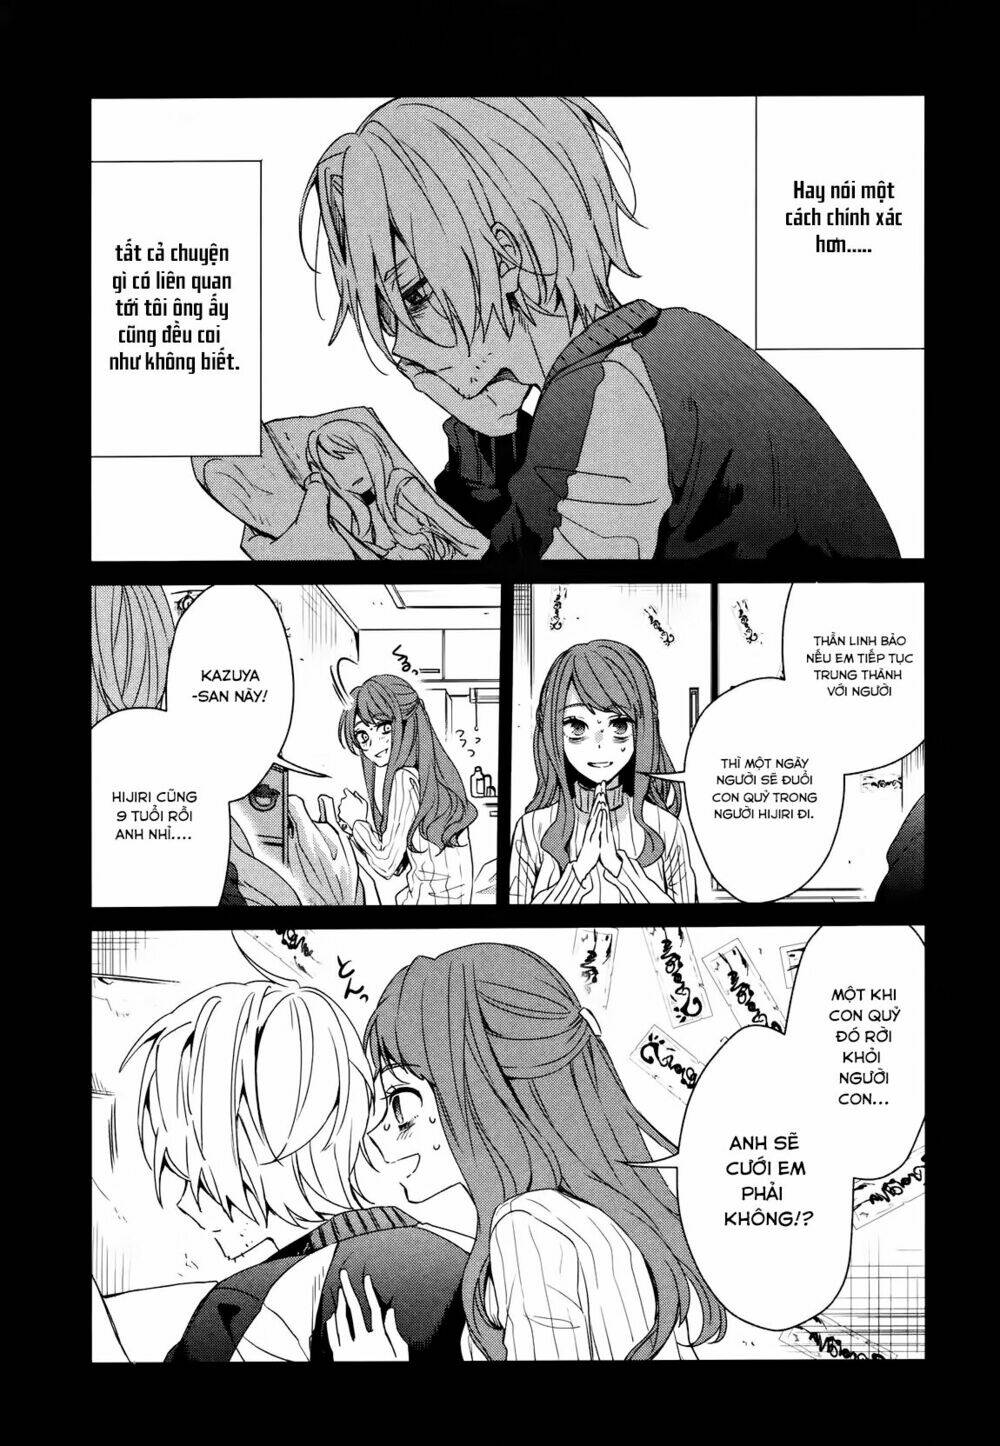 Hay nói một
cách chính xác
hơn.....
tất cả chuyện
gì có liên quan
tới tôi ông ấy
cũng đều coi
như không biết.
THẦN LINH BẢO
NẾU EM TIẾP TỤC
TRUNG THÀNH
VỚI NGƯỜI
THÌ MỘT NGÀY
NGƯỜI SẼ ĐUỔI
CON QUỶ TRONG
NGƯỜI HIJIRI ĐI.
KAZUYA
-SAN NÀY!
HIJIRI CŨNG
9 TUỔI RỒI
ANH NHỈ....
MỘT KHI
CON QUỶ
ĐÓ RỜI
KHỎI
NGƯỜI
CON...
ANH SẼ
CƯỚI EM
PHẢI
KHÔNG!?
とんっ